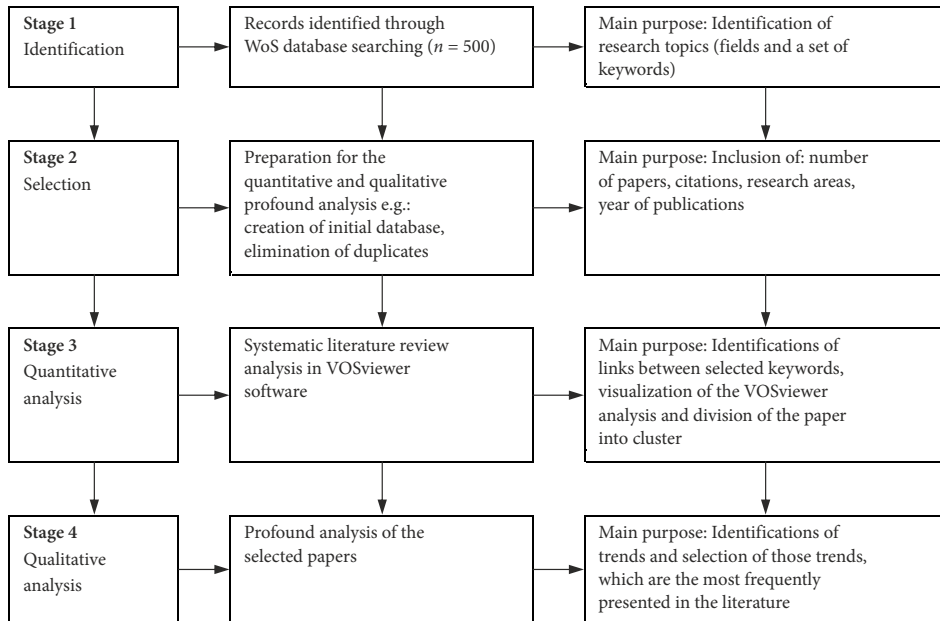 Stage 1
Identification
Records identified through
WoS database searching (n = 500)
Main purpose: Identification of
research topics (fields and a set of
keywords)
Stage 2
Selection
Preparation for the
quantitative and qualitative
profound analysis e.g.:
creation of initial database,
elimination of duplicates
Main purpose: Inclusion of: number
of papers, citations, research areas,
year of publications
Stage 3
Quantitative
analysis
Systematic literature review
analysis in VOSviewer
software
Main purpose: Identifications of
links between selected keywords,
visualization of the VOSviewer
analysis and division of the paper
into cluster
Stage 4
Qualitative
analysis
Profound analysis of the
selected papers
Main purpose: Identifications of
trends and selection of those trends,
which are the most frequently
presented in the literature